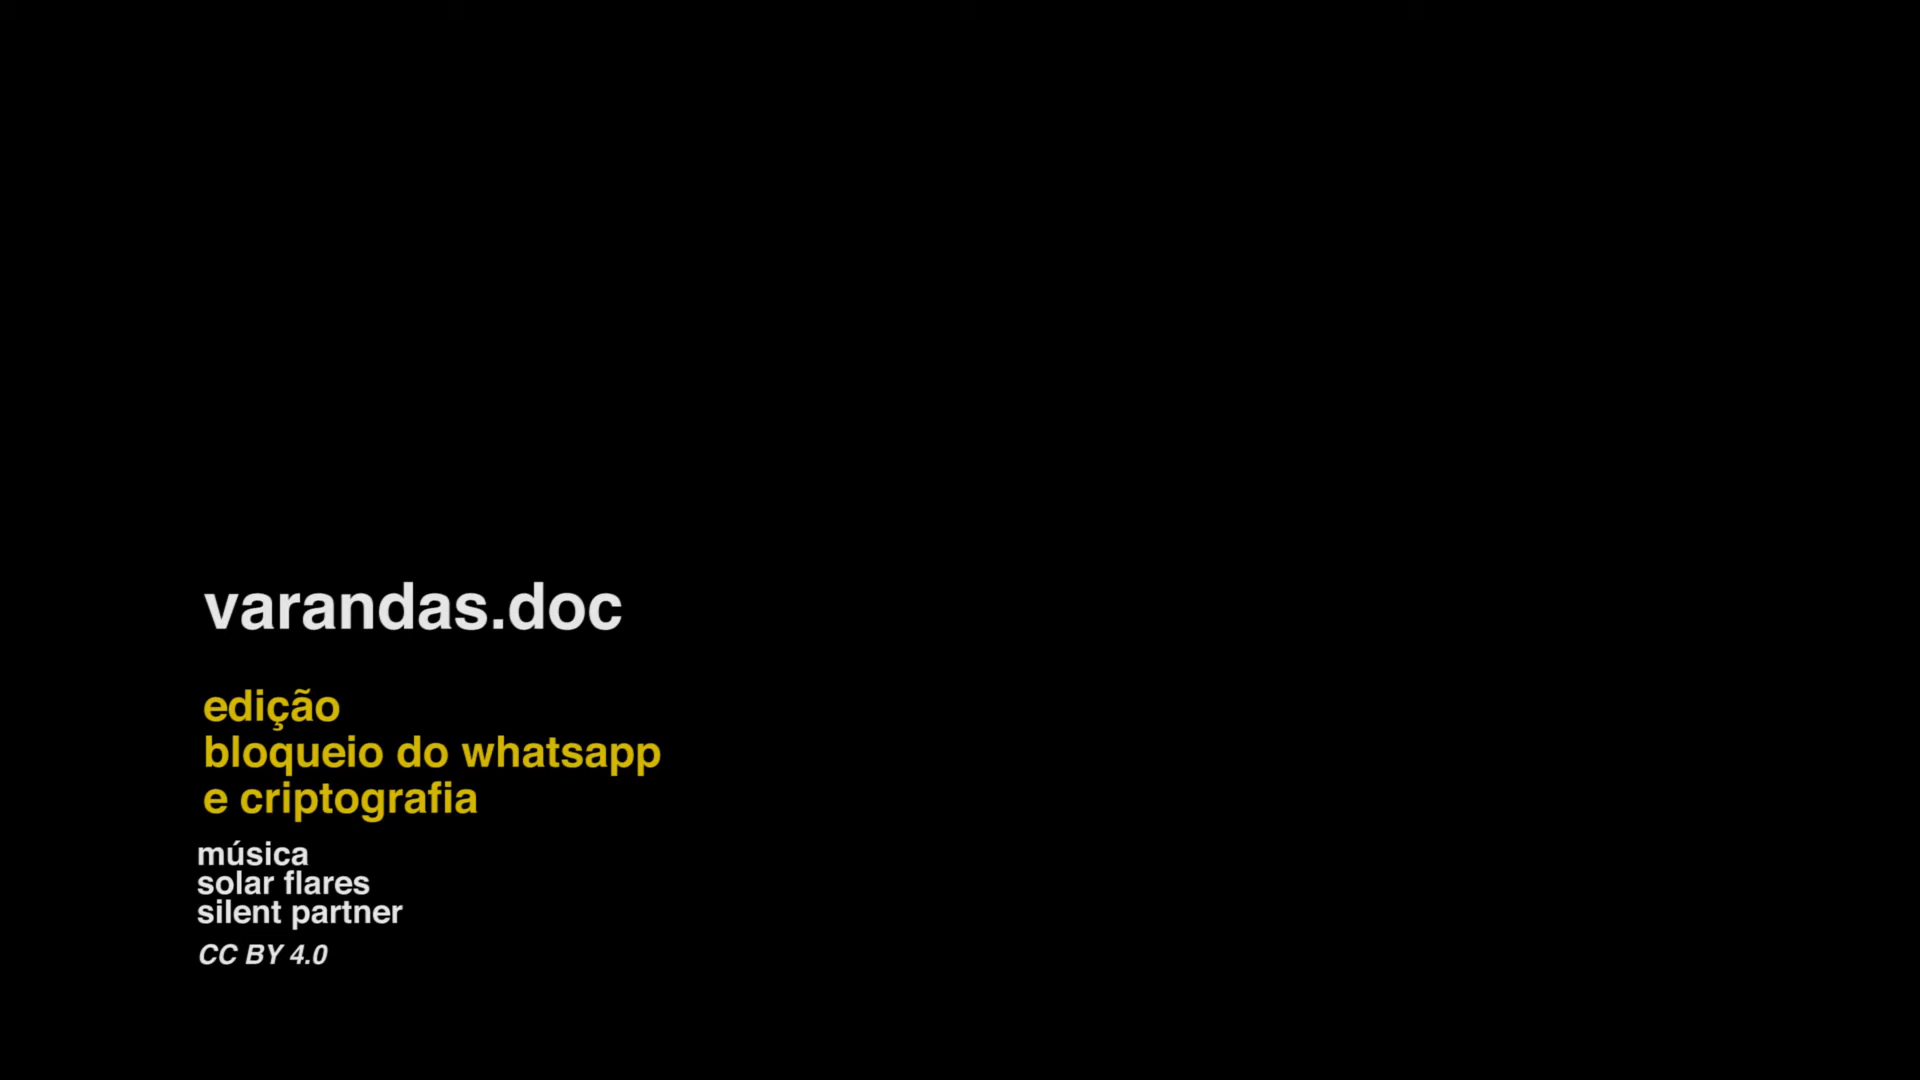 varandas.doc
edição
bloqueio do whatsapp
e criptografia
música
solar flares
silent partner
CC BY 4.0